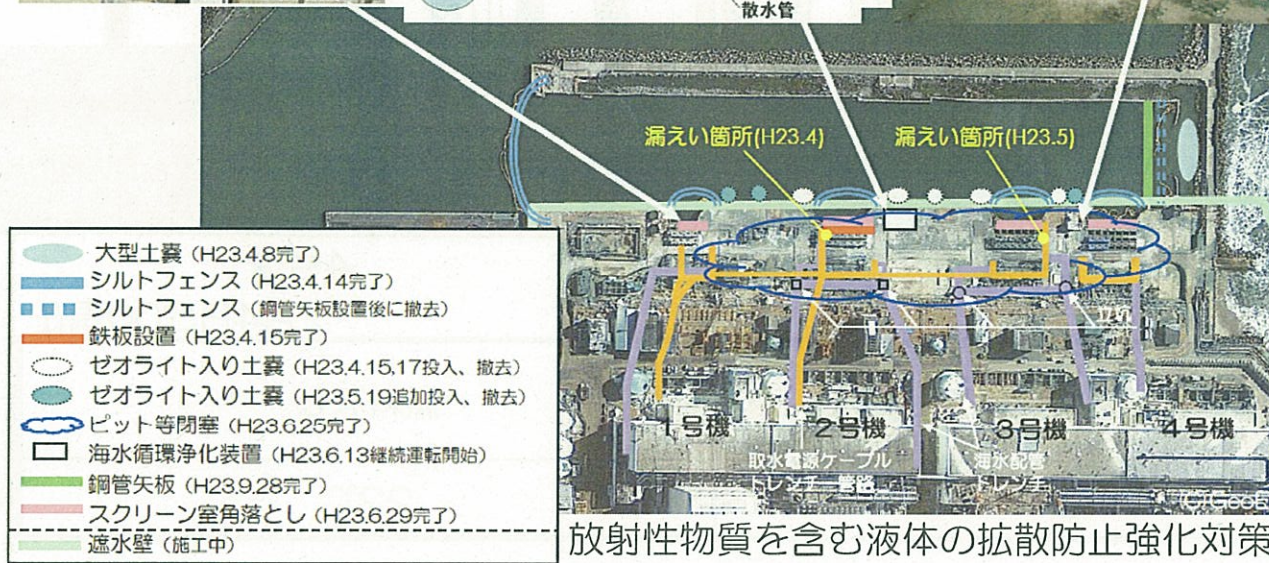 散水管
漏えい箇所(H23.4)
漏えい箇所(H23.5)
大型土嚢 (H23.4.8完了)
シルトフェンス (H23.4.14完了)
シルトフェンス (鋼管矢板設置後に撤去)
鉄板設置 (H23.4.15完了)
ゼオライト入り土嚢 (H23.4.15,17投入、撤去)
ゼオライト入り土嚢 (H23.5.19追加投入、撤去)
ピット等閉塞 (H23.6.25完了)
海水循環浄化装置 (H23.6.13継続運転開始)
鋼管矢板 (H23.9.28完了)
スクリーン室角落とし (H23.6.29完了)
遮水壁 (施工中)
1号機
2号機
3号機
4号機
取水電源ケーブル
トレンチ
海水配管
トレンチ
放射性物質を含む液体の拡散防止強化対策